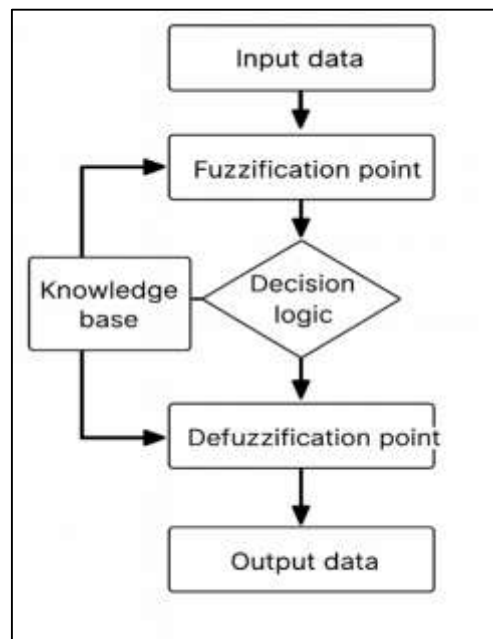 Input data
Fuzzification point
Decision
logic
Knowledge
base
Defuzzification point
Output data